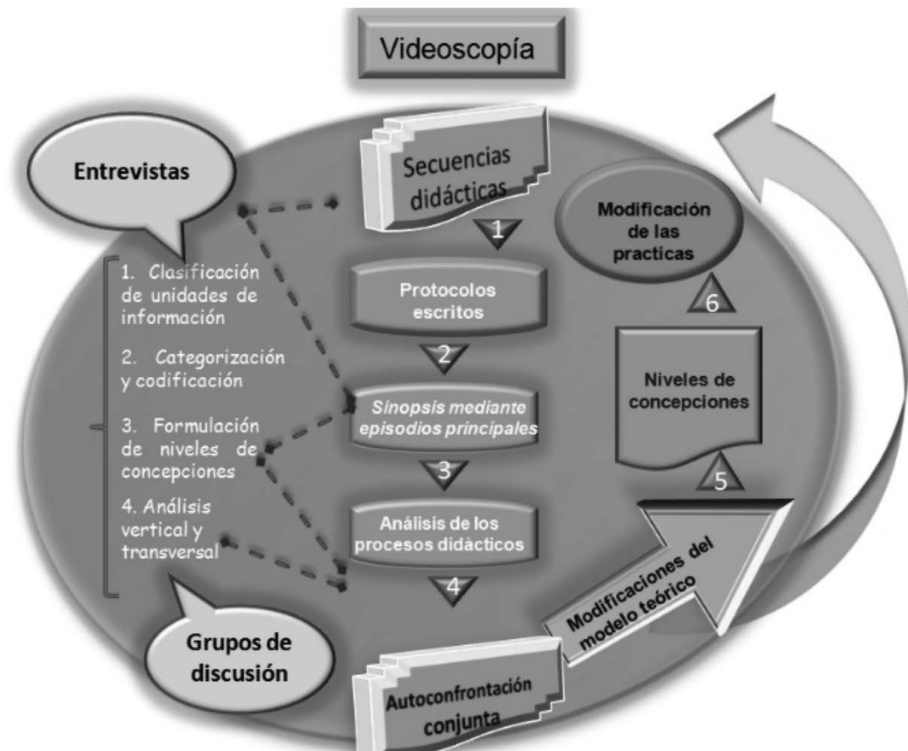 Videoscopía
Entrevistas
1. Clasificación
de unidades de
información
2. Categorización
y codificación
3. Formulación
de niveles de
concepciones
4. Análisis
vertical y
transversal
Grupos de
discusión
Secuencias
didácticas
1
Protocolos
escritos
2
Sinopsis mediante
episodios principales
3
Análisis de los
procesos didácticos
4
Autoconfrontación
conjunta
Modificaciones del
modelo teórico
5
Niveles de
concepciones
6
Modificación
de las
practicas